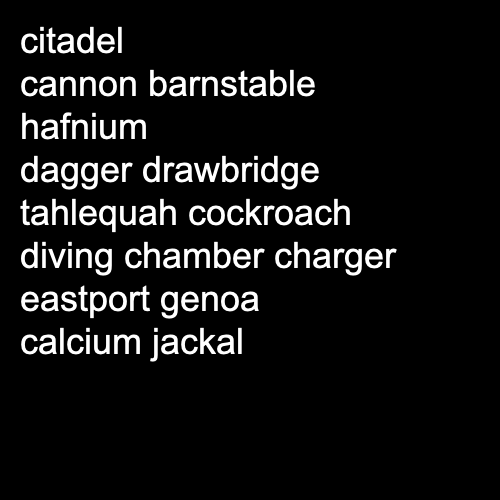 citadel
cannon barnstable
hafnium
dagger drawbridge
tahlequah cockroach
diving chamber charger
eastport genoa
calcium jackal